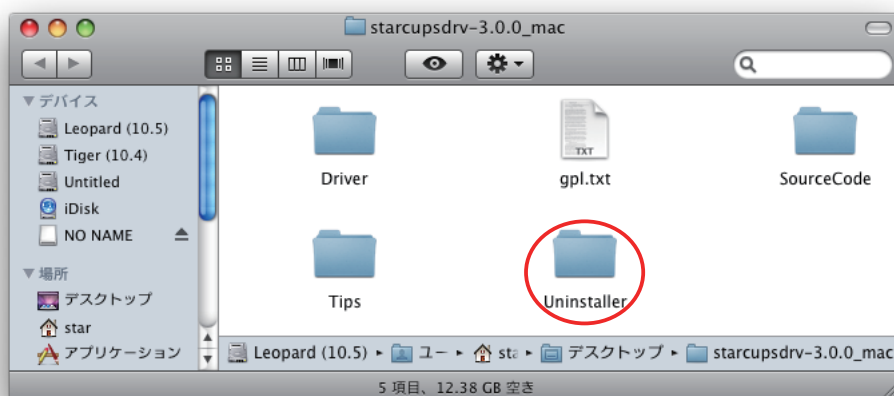 starcupsdrv-3.0.0_mac
デバイス
Leopard (10.5)
Tiger (10.4)
Untitled
iDisk
NO NAME
場所
デスクトップ
star
アプリケーション
Driver
TXT
gpl.txt
SourceCode
Tips
Uninstaller
Leopard (10.5) ▸ ユー ▸ sta ▸ デスクトップ ▸ starcupsdrv-3.0.0_mac
5 項目、12.38 GB 空き